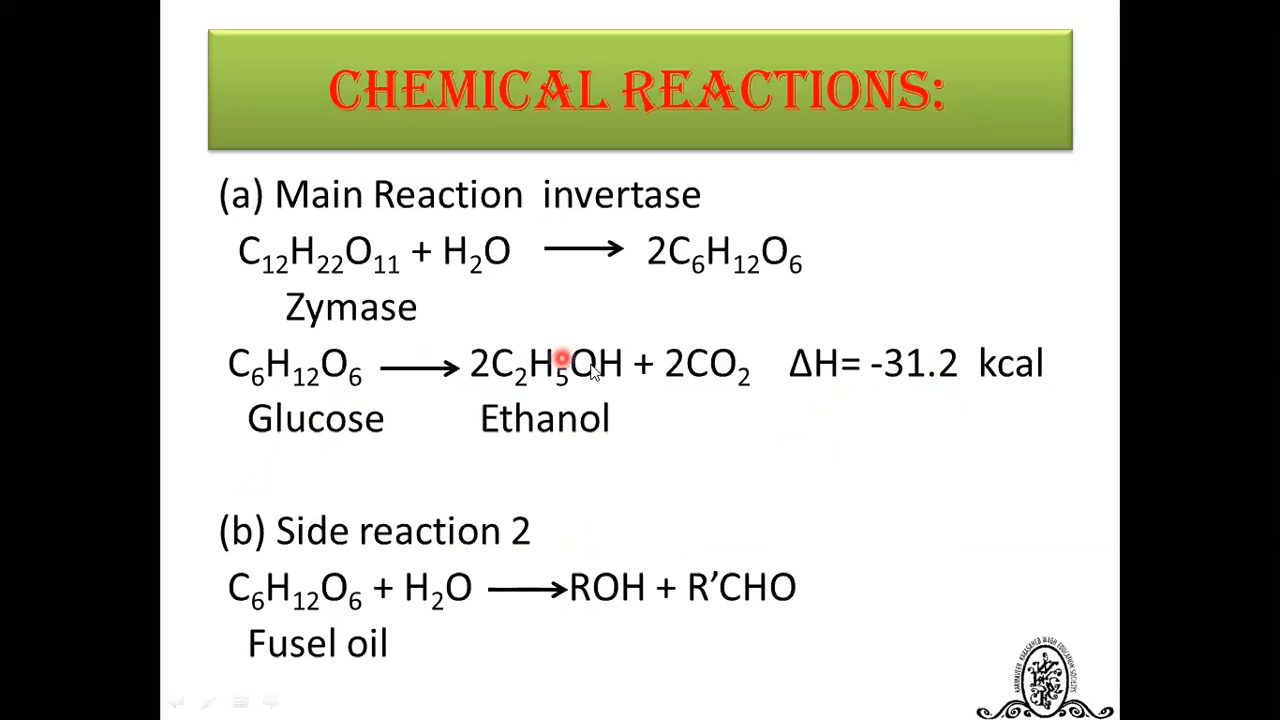 CHEMICAL REACTIONS:
(a) Main Reaction invertase
C₁₂H₂₂O₁₁ + H₂O ⟶ 2C₆H₁₂O₆
Zymase
C₆H₁₂O₆ ⟶ 2C₂H₅OH + 2CO₂ ΔH= -31.2 kcal
Glucose Ethanol
(b) Side reaction 2
C₆H₁₂O₆ + H₂O ⟶ROH + R’CHO
Fusel oil